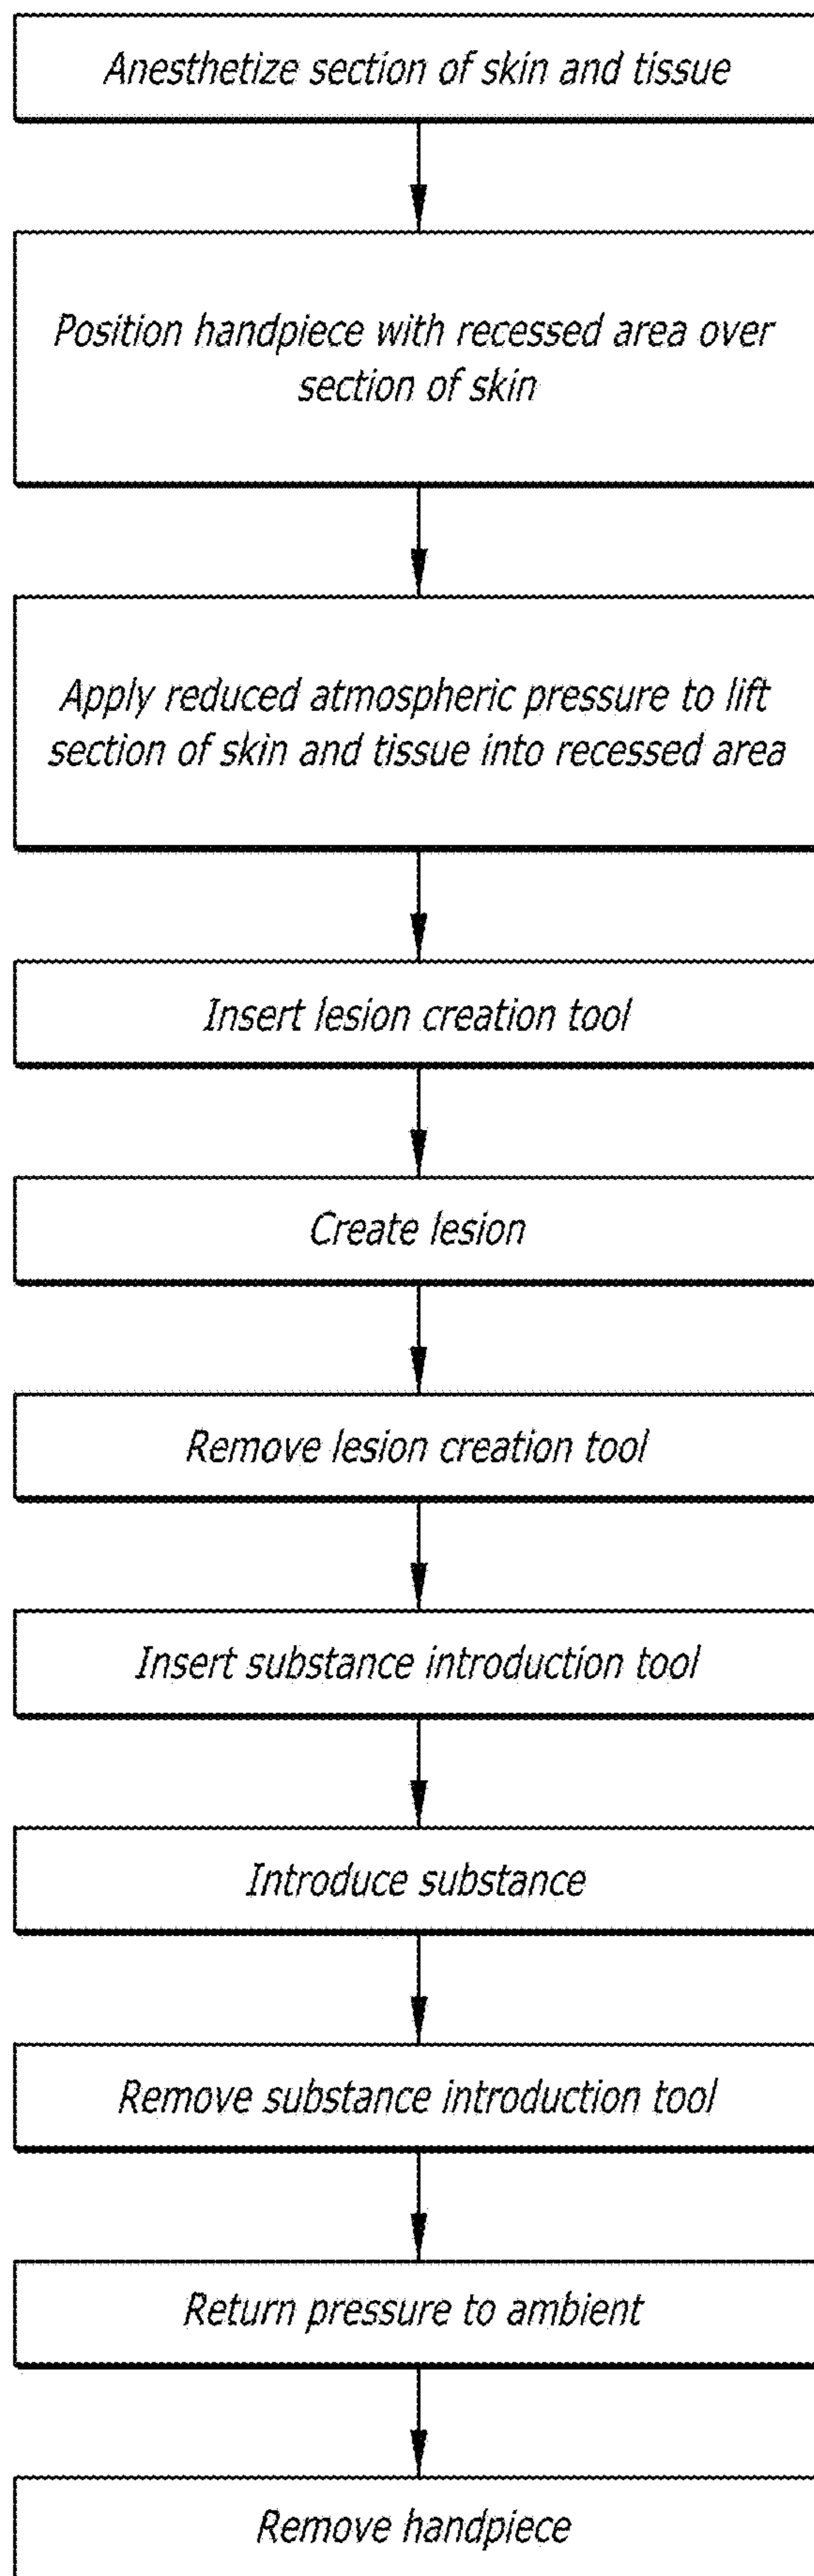 Anesthetize section of skin and tissue
Position handpiece with recessed area over
section of skin
Apply reduced atmospheric pressure to lift
section of skin and tissue into recessed area
Insert lesion creation tool
Create lesion
Remove lesion creation tool
Insert substance introduction tool
Introduce substance
Remove substance introduction tool
Return pressure to ambient
Remove handpiece